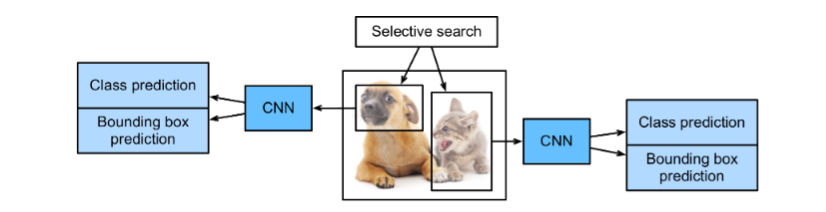 Selective search
Class prediction
Bounding box
prediction
CNN
CNN
Class prediction
Bounding box
prediction